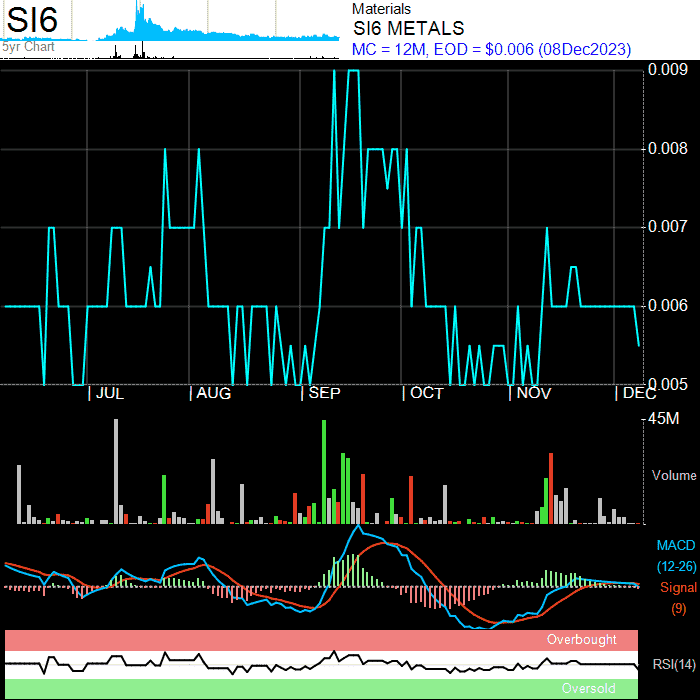 SI6
5yr Chart
Materials
SI6 METALS
MC = 12M, EOD = $0.006 (08Dec2023)
0.009
0.008
0.007
0.006
0.005
JUL AUG SEP OCT NOV DEC
45M
Volume
MACD
(12-26)
Signal
(9)
Overbought
RSI(14)
Oversold